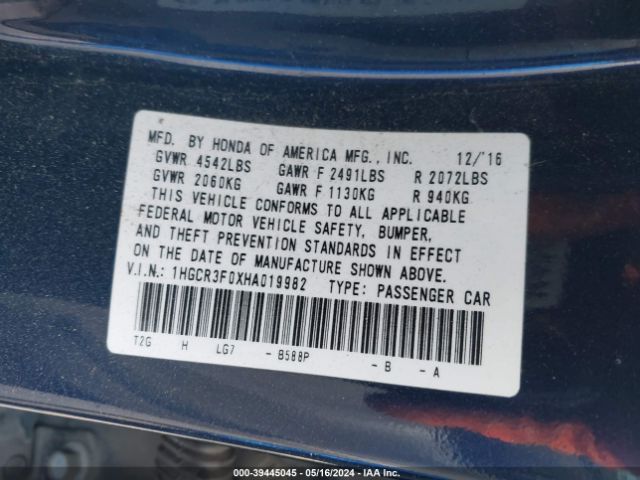 MFD. BY HONDA OF AMERICA MFG., INC. 12/'16
GVWR 4542LBS GAWR F 2491LBS R 2072LBS
GVWR 2060KG GAWR F 1130KG R 940KG
THIS VEHICLE CONFORMS TO ALL APPLICABLE
FEDERAL MOTOR VEHICLE SAFETY, BUMPER,
AND THEFT PREVENTION STANDARDS IN EFFECT
ON THE DATE OF MANUFACTURE SHOWN ABOVE.
V.I.N.: 1HGCR3F0XHA019982 TYPE: PASSENGER CAR
T2G H LG7 - B588P - B - A
000-39445045 - 05/16/2024 - IAA Inc.